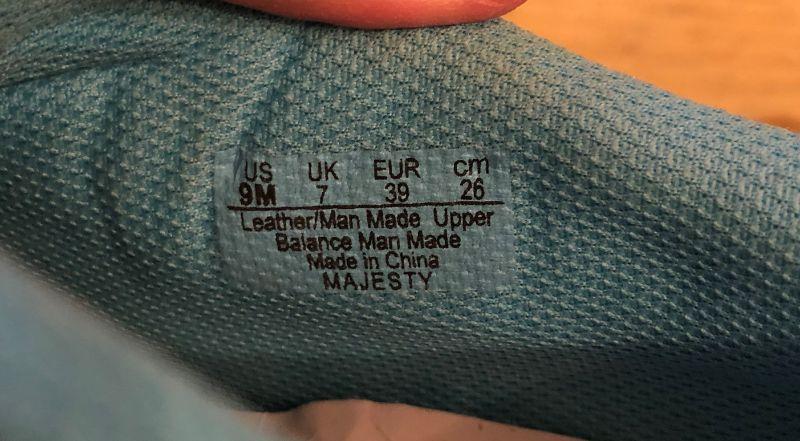 US UK EUR cm
9M 7 39 26
Leather/Man Made Upper
Balance Man Made
Made in China
MAJESTY